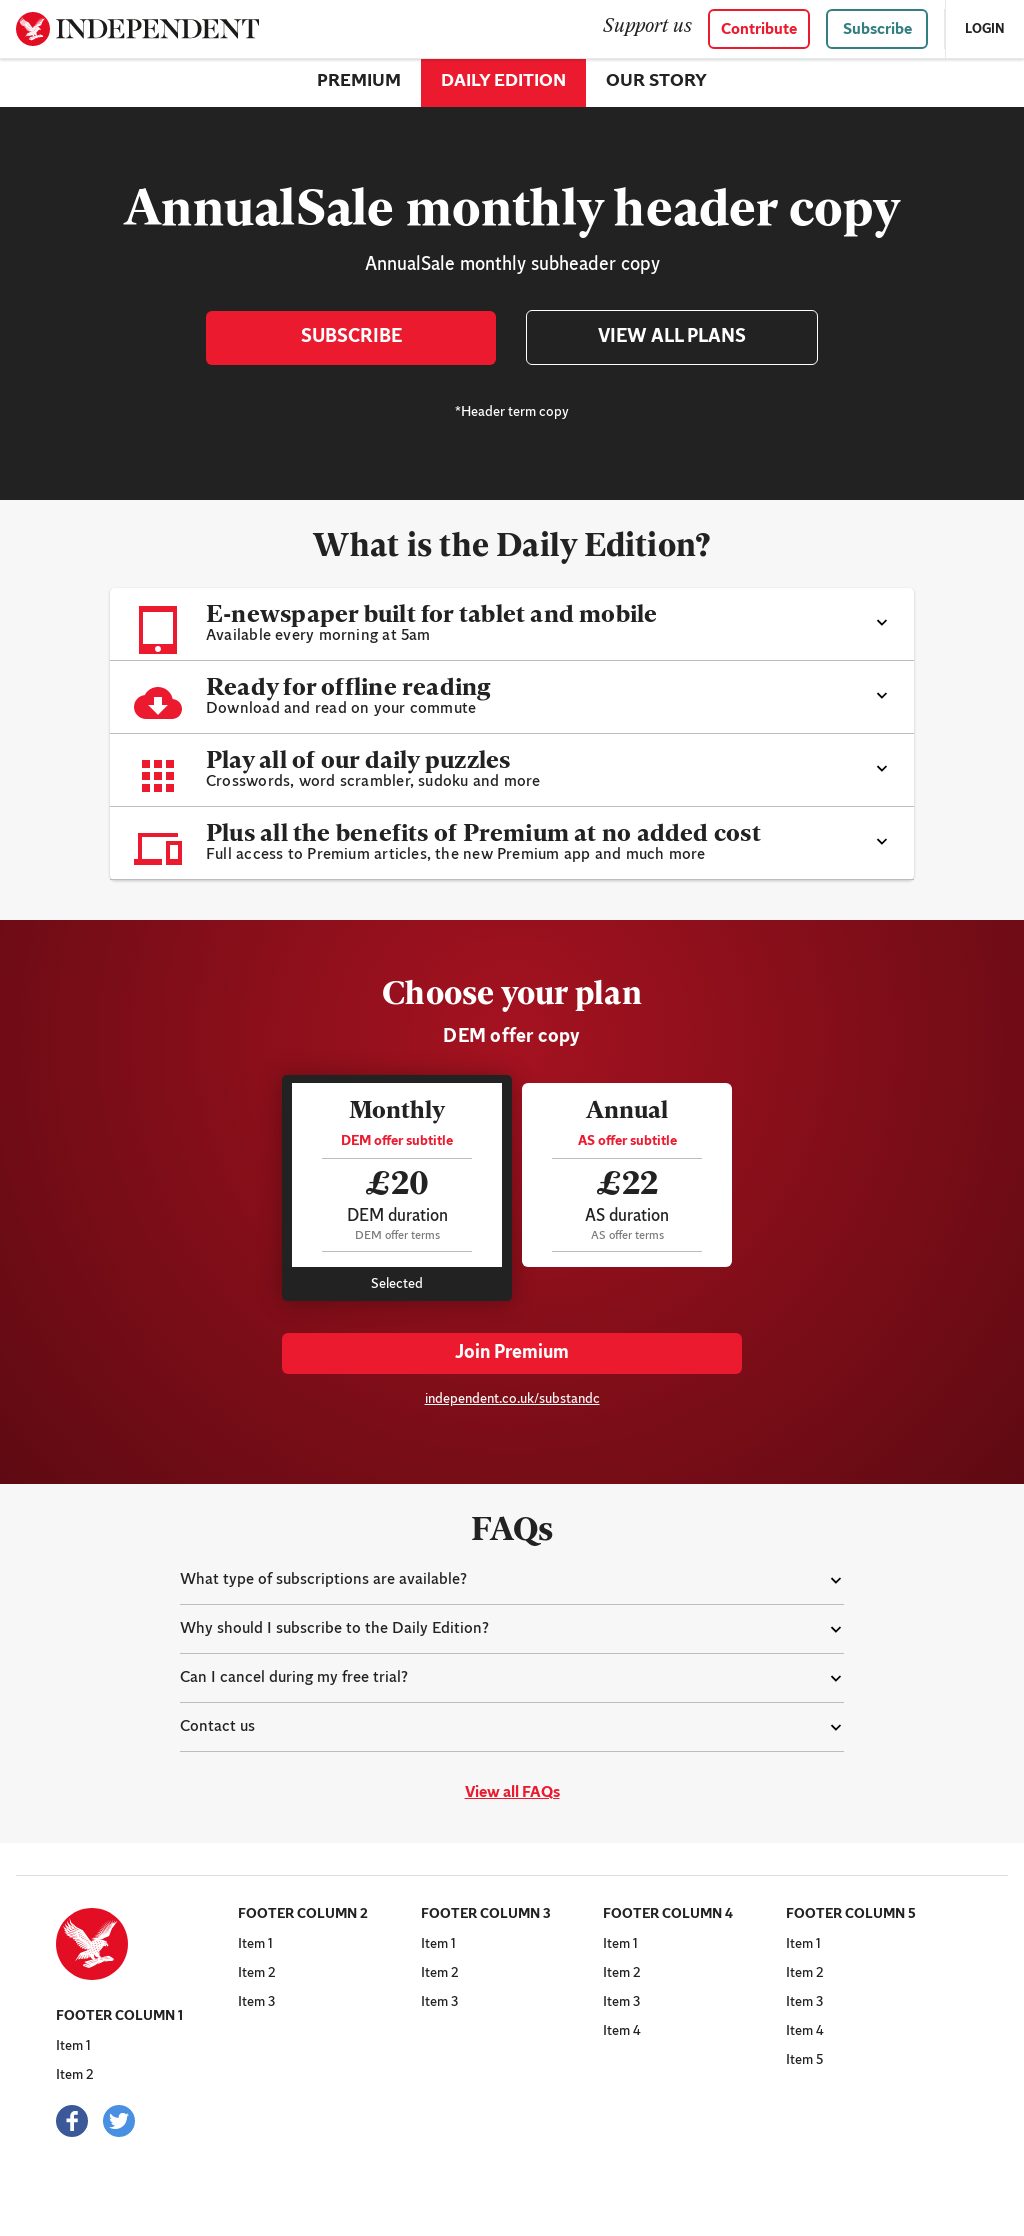 INDEPENDENT
Support us
Contribute
Subscribe
LOGIN
PREMIUM
DAILY EDITION
OUR STORY
AnnualSale monthly header copy
AnnualSale monthly subheader copy
SUBSCRIBE
VIEW ALL PLANS
*Header term copy
What is the Daily Edition?
E-newspaper built for tablet and mobile
Available every morning at 5am
Ready for offline reading
Download and read on your commute
Play all of our daily puzzles
Crosswords, word scrambler, sudoku and more
Plus all the benefits of Premium at no added cost
Full access to Premium articles, the new Premium app and much more
Choose your plan
DEM offer copy
Monthly
DEM offer subtitle
£20
DEM duration
DEM offer terms
Selected
Annual
AS offer subtitle
£22
AS duration
AS offer terms
Join Premium
independent.co.uk/substandc
FAQs
What type of subscriptions are available?
Why should I subscribe to the Daily Edition?
Can I cancel during my free trial?
Contact us
View all FAQs
FOOTER COLUMN 1
Item 1
Item 2
FOOTER COLUMN 2
Item 1
Item 2
Item 3
FOOTER COLUMN 3
Item 1
Item 2
Item 3
FOOTER COLUMN 4
Item 1
Item 2
Item 3
Item 4
FOOTER COLUMN 5
Item 1
Item 2
Item 3
Item 4
Item 5